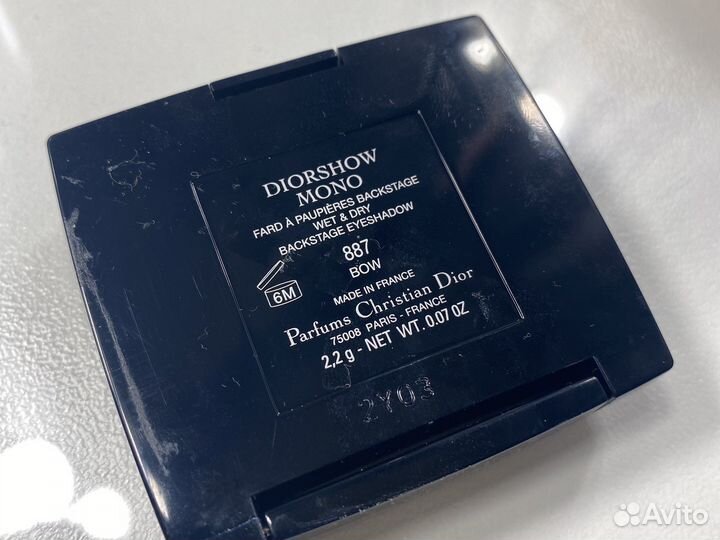 DIORSHOW
MONO
FARD À PAUPIÈRES BACKSTAGE
WET & DRY
BACKSTAGE EYESHADOW
887
BOW
6M
MADE IN FRANCE
Parfums Christian Dior
75008 PARIS - FRANCE
2,2 g - NET WT. 0.07 OZ
2Y03
Avito